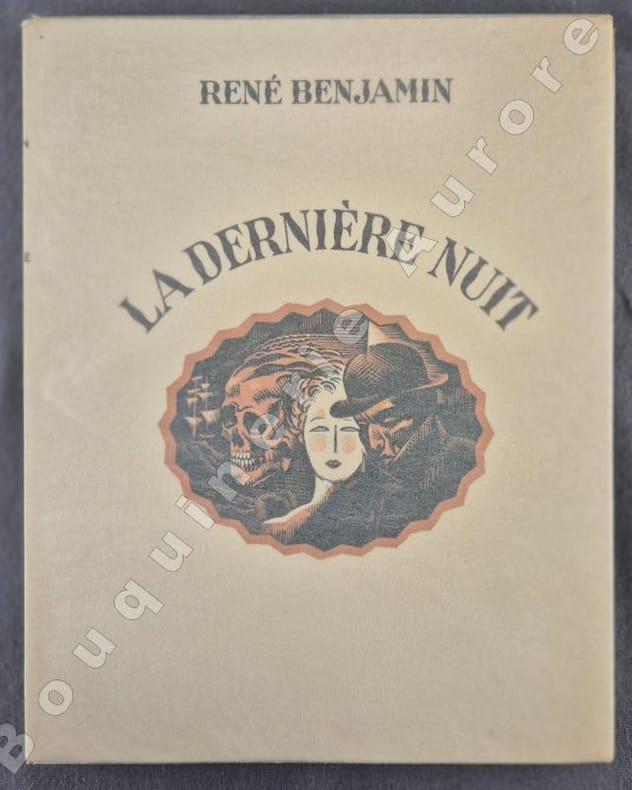 RENÉ BENJAMIN
LA DERNIÈRE NUIT
Bouquinerie Aurore